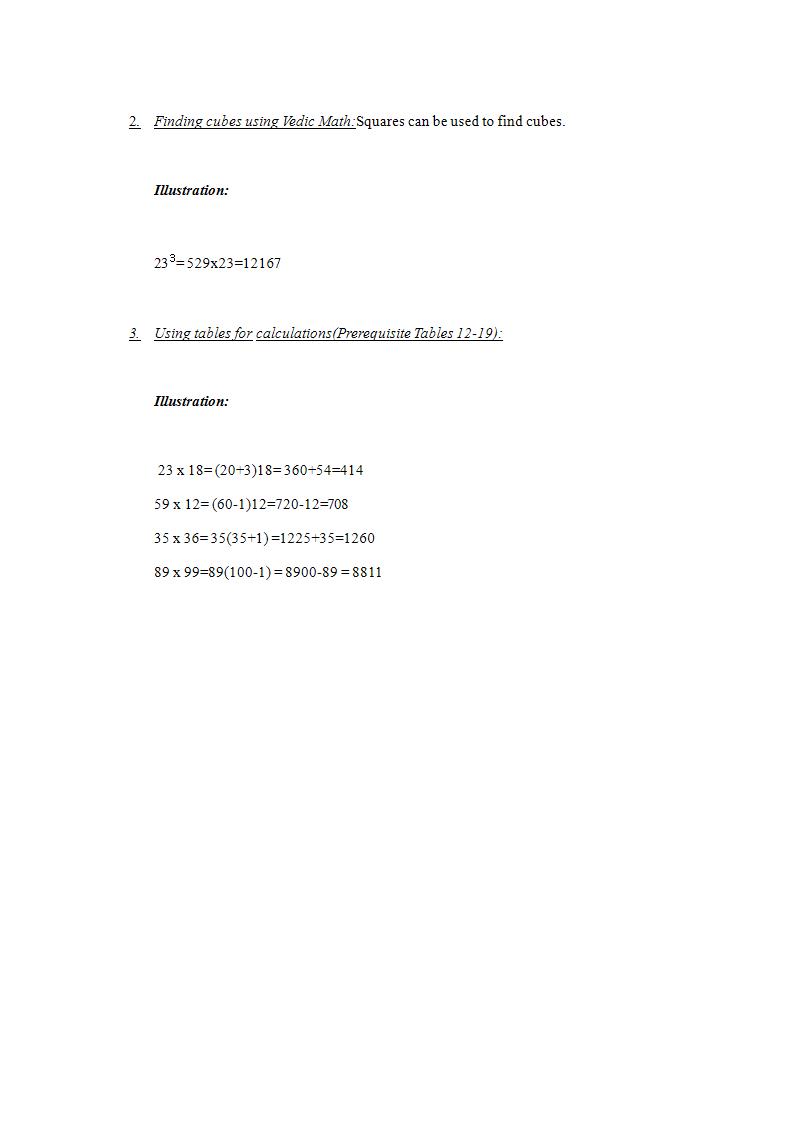 2. Finding cubes using Vedic Math:Squares can be used to find cubes.
Illustration:
23³=529x23=12167
3. Using tables for calculations(Prerequisite Tables 12-19):
Illustration:
23 x 18=(20+3)18=360+54=414
59 x 12=(60-1)12=720-12=708
35 x 36=35(35+1)=1225+35=1260
89 x 99=89(100-1)=8900-89=8811